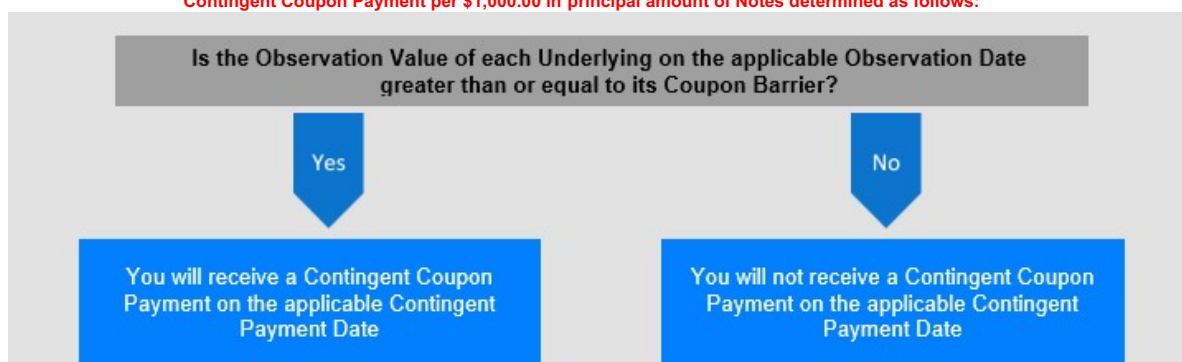 Contingent Coupon Payment per $1,000.00 in principal amount of Notes determined as follows:
Is the Observation Value of each Underlying on the applicable Observation Date
greater than or equal to its Coupon Barrier?
Yes
No
You will receive a Contingent Coupon
Payment on the applicable Contingent
Payment Date
You will not receive a Contingent Coupon
Payment on the applicable Contingent
Payment Date